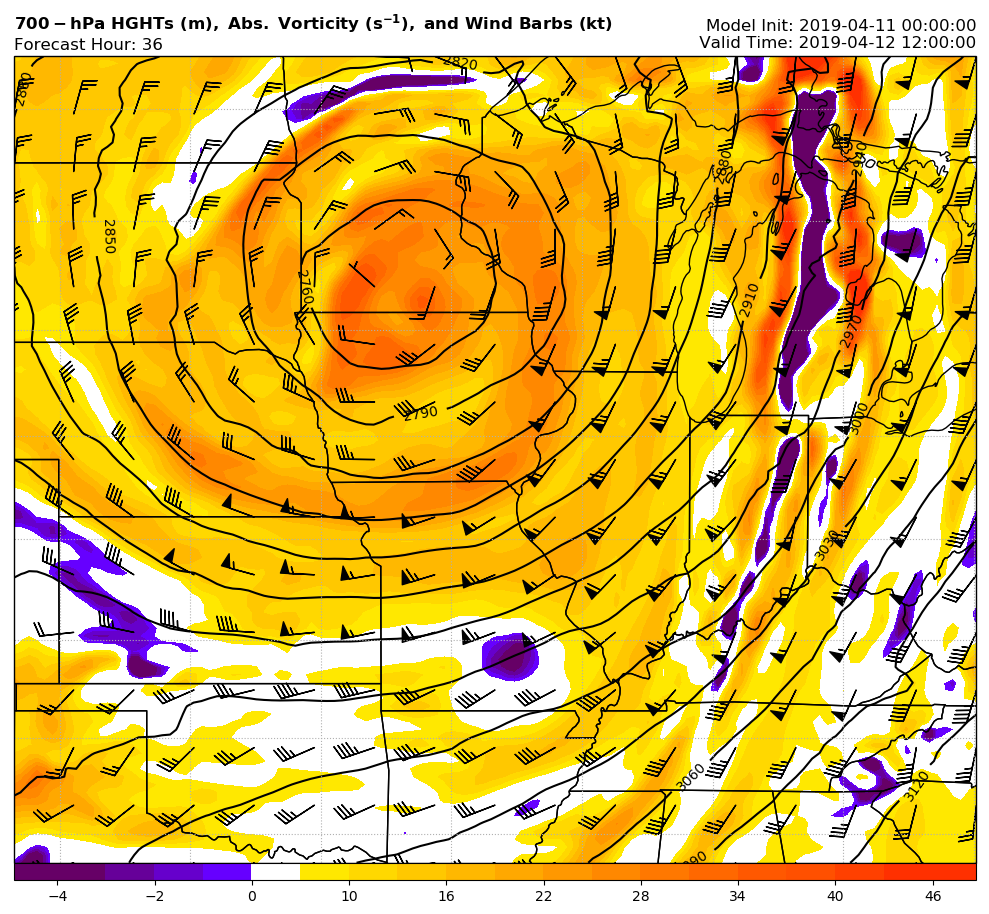 700−hPa HGHTs (m), Abs. Vorticity (s⁻¹), and Wind Barbs (kt)
Model Init: 2019-04-11 00:00:00
Forecast Hour: 36
Valid Time: 2019-04-12 12:00:00
2820
2880
2880
2940
2850
2760
2910
2970
2790
3000
3030
3060
3120
3090
−4 −2 0 10 16 22 28 34 40 46